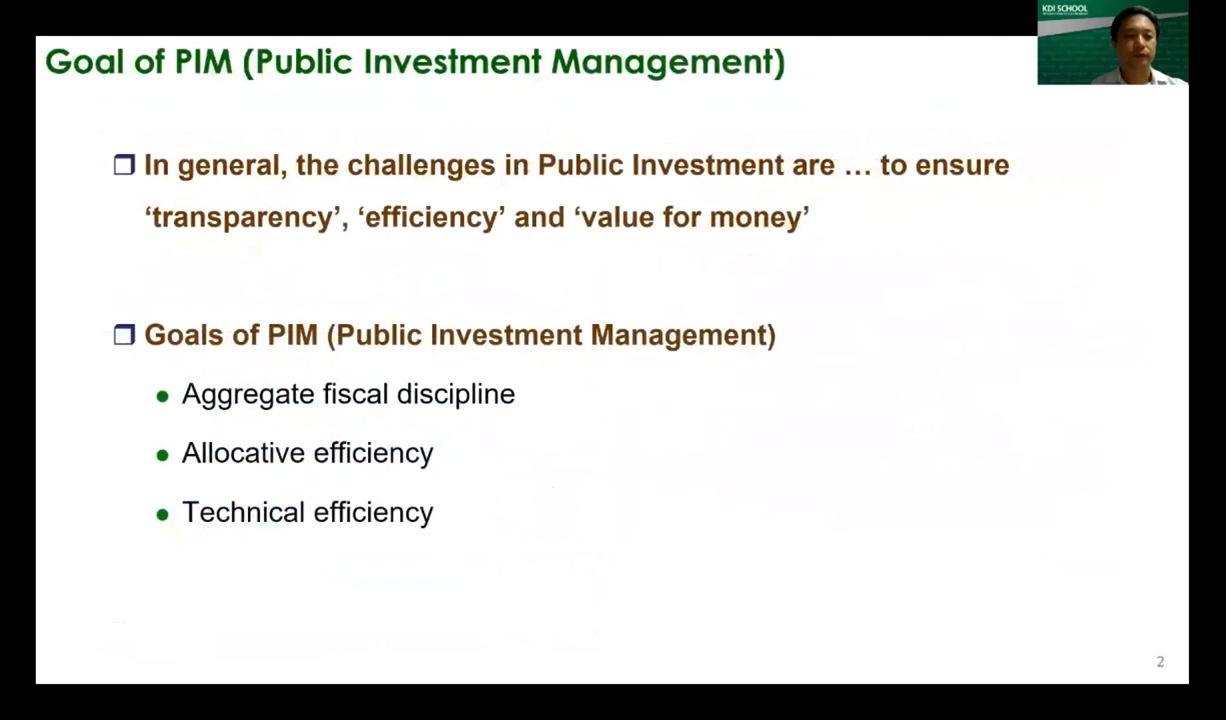 KDI SCHOOL
Goal of PIM (Public Investment Management)
In general, the challenges in Public Investment are … to ensure
‘transparency’, ‘efficiency’ and ‘value for money’
Goals of PIM (Public Investment Management)
Aggregate fiscal discipline
Allocative efficiency
Technical efficiency
2